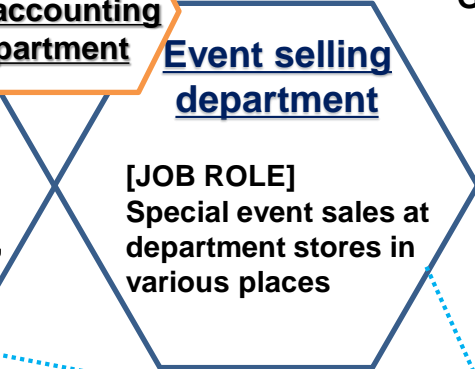 accounting
partment
Event selling
department
[JOB ROLE]
Special event sales at
department stores in
various places